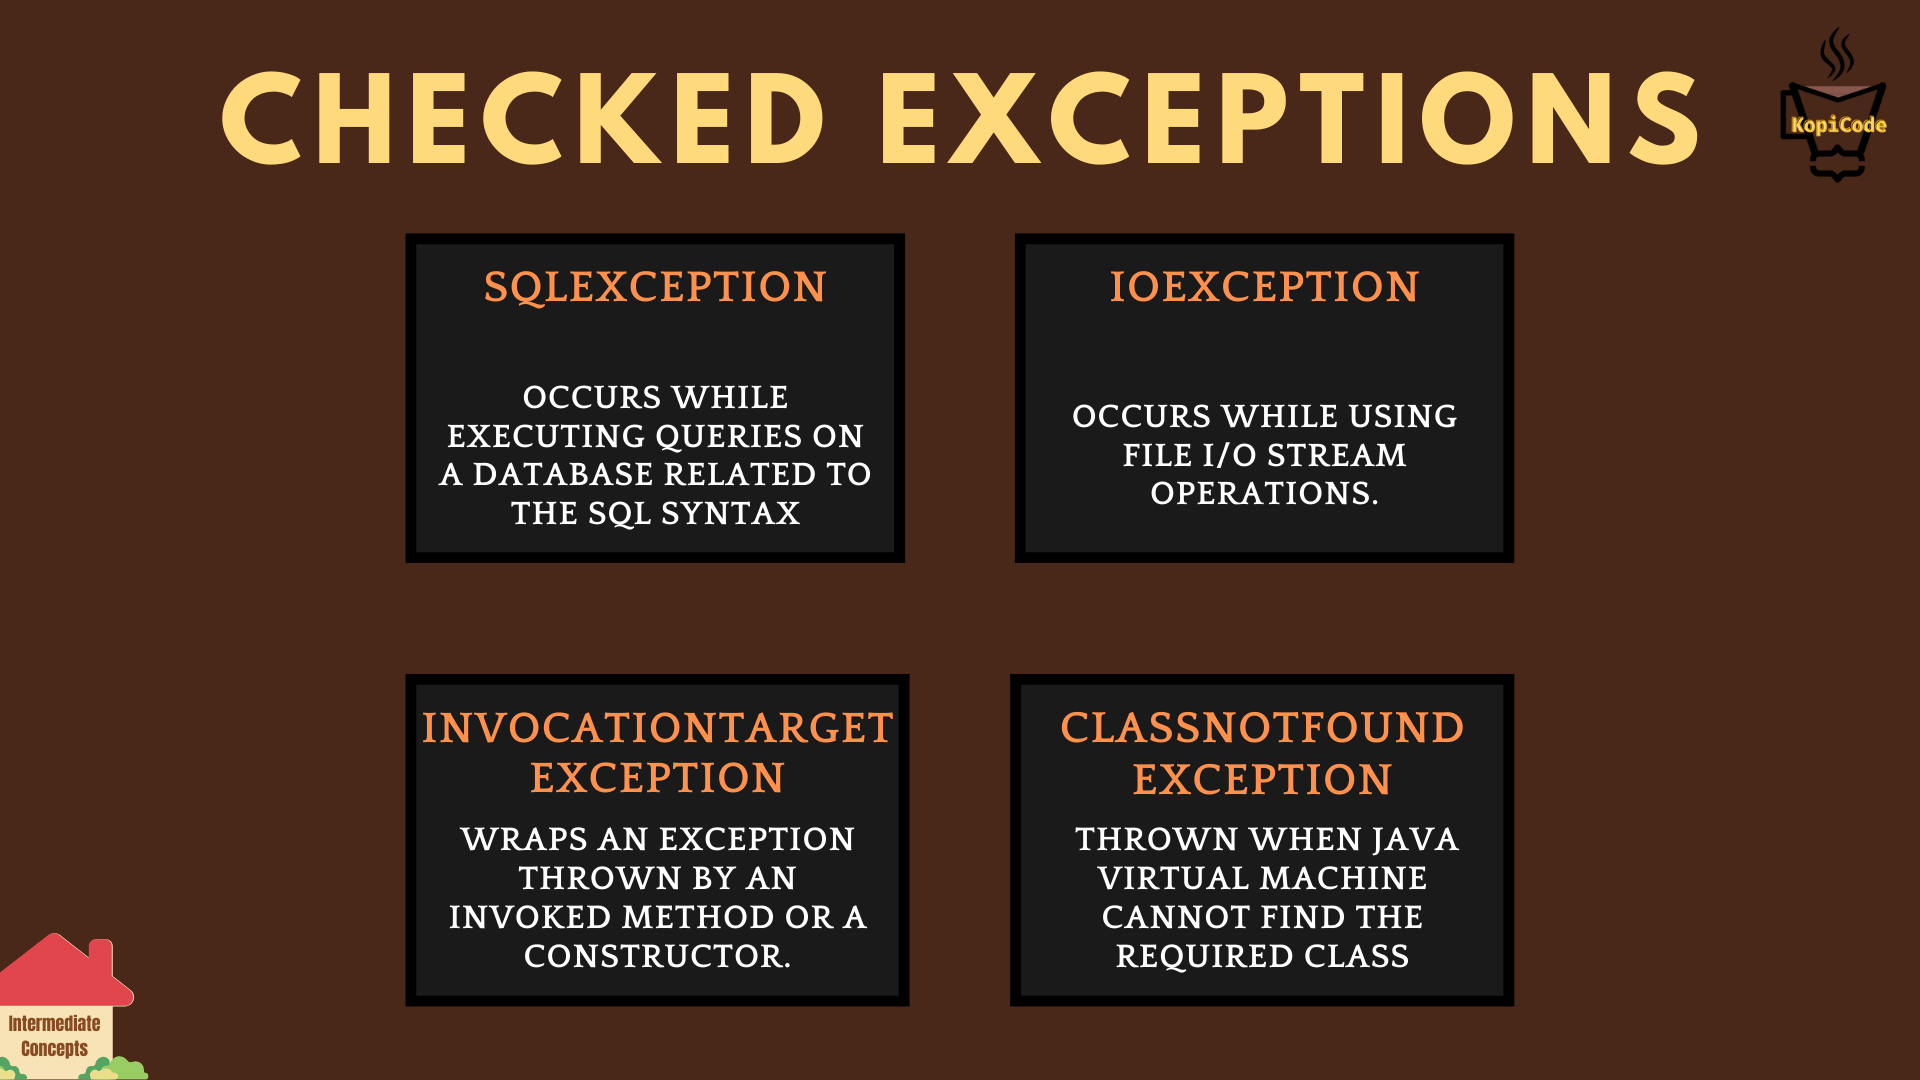 CHECKED EXCEPTIONS
KopiCode
SQLEXCEPTION
OCCURS WHILE
EXECUTING QUERIES ON
A DATABASE RELATED TO
THE SQL SYNTAX
IOEXCEPTION
OCCURS WHILE USING
FILE I/O STREAM
OPERATIONS.
INVOCATIONTARGET
EXCEPTION
WRAPS AN EXCEPTION
THROWN BY AN
INVOKED METHOD OR A
CONSTRUCTOR.
CLASSNOTFOUND
EXCEPTION
THROWN WHEN JAVA
VIRTUAL MACHINE
CANNOT FIND THE
REQUIRED CLASS
Intermediate
Concepts